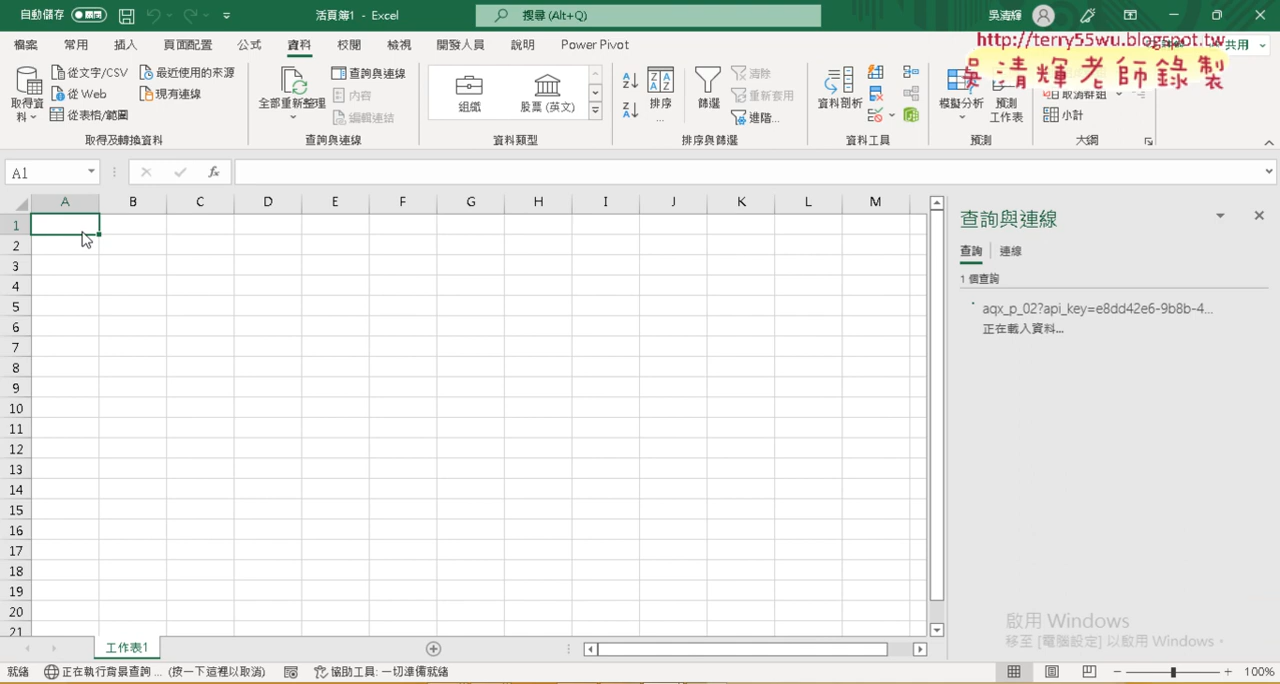 自動儲存 關閉 活頁簿1 - Excel 搜尋 (Alt+Q) 吳清輝
檔案 常用 插入 頁面配置 公式 資料 校閱 檢視 開發人員 說明 Power Pivot 共用
http://terry55wu.blogspot.tw
吳清輝老師錄製
取得資料 從文字/CSV 最近使用的來源
從 Web 現有連線
從表格/範圍
全部重新整理 查詢與連線
內容
編輯連結
組織 股票 (英文)
排序 篩選 清除
重新套用
進階...
資料剖析 模擬分析 預測工作表 取消群組
小計
取得及轉換資料 查詢與連線 資料類型 排序與篩選 資料工具 預測 大綱
A1 fx
A B C D E F G H I J K L M
1
2
3
4
5
6
7
8
9
10
11
12
13
14
15
16
17
18
19
20
21
查詢與連線
查詢 連線
1 個查詢
aqx_p_02?api_key=e8dd42e6-9b8b-4...
正在載入資料...
啟用 Windows
移至 [電腦設定] 以啟用 Windows。
工作表1
就緒 正在執行背景查詢 ... (按一下這裡以取消) 協助工具: 一切準備就緒 100%